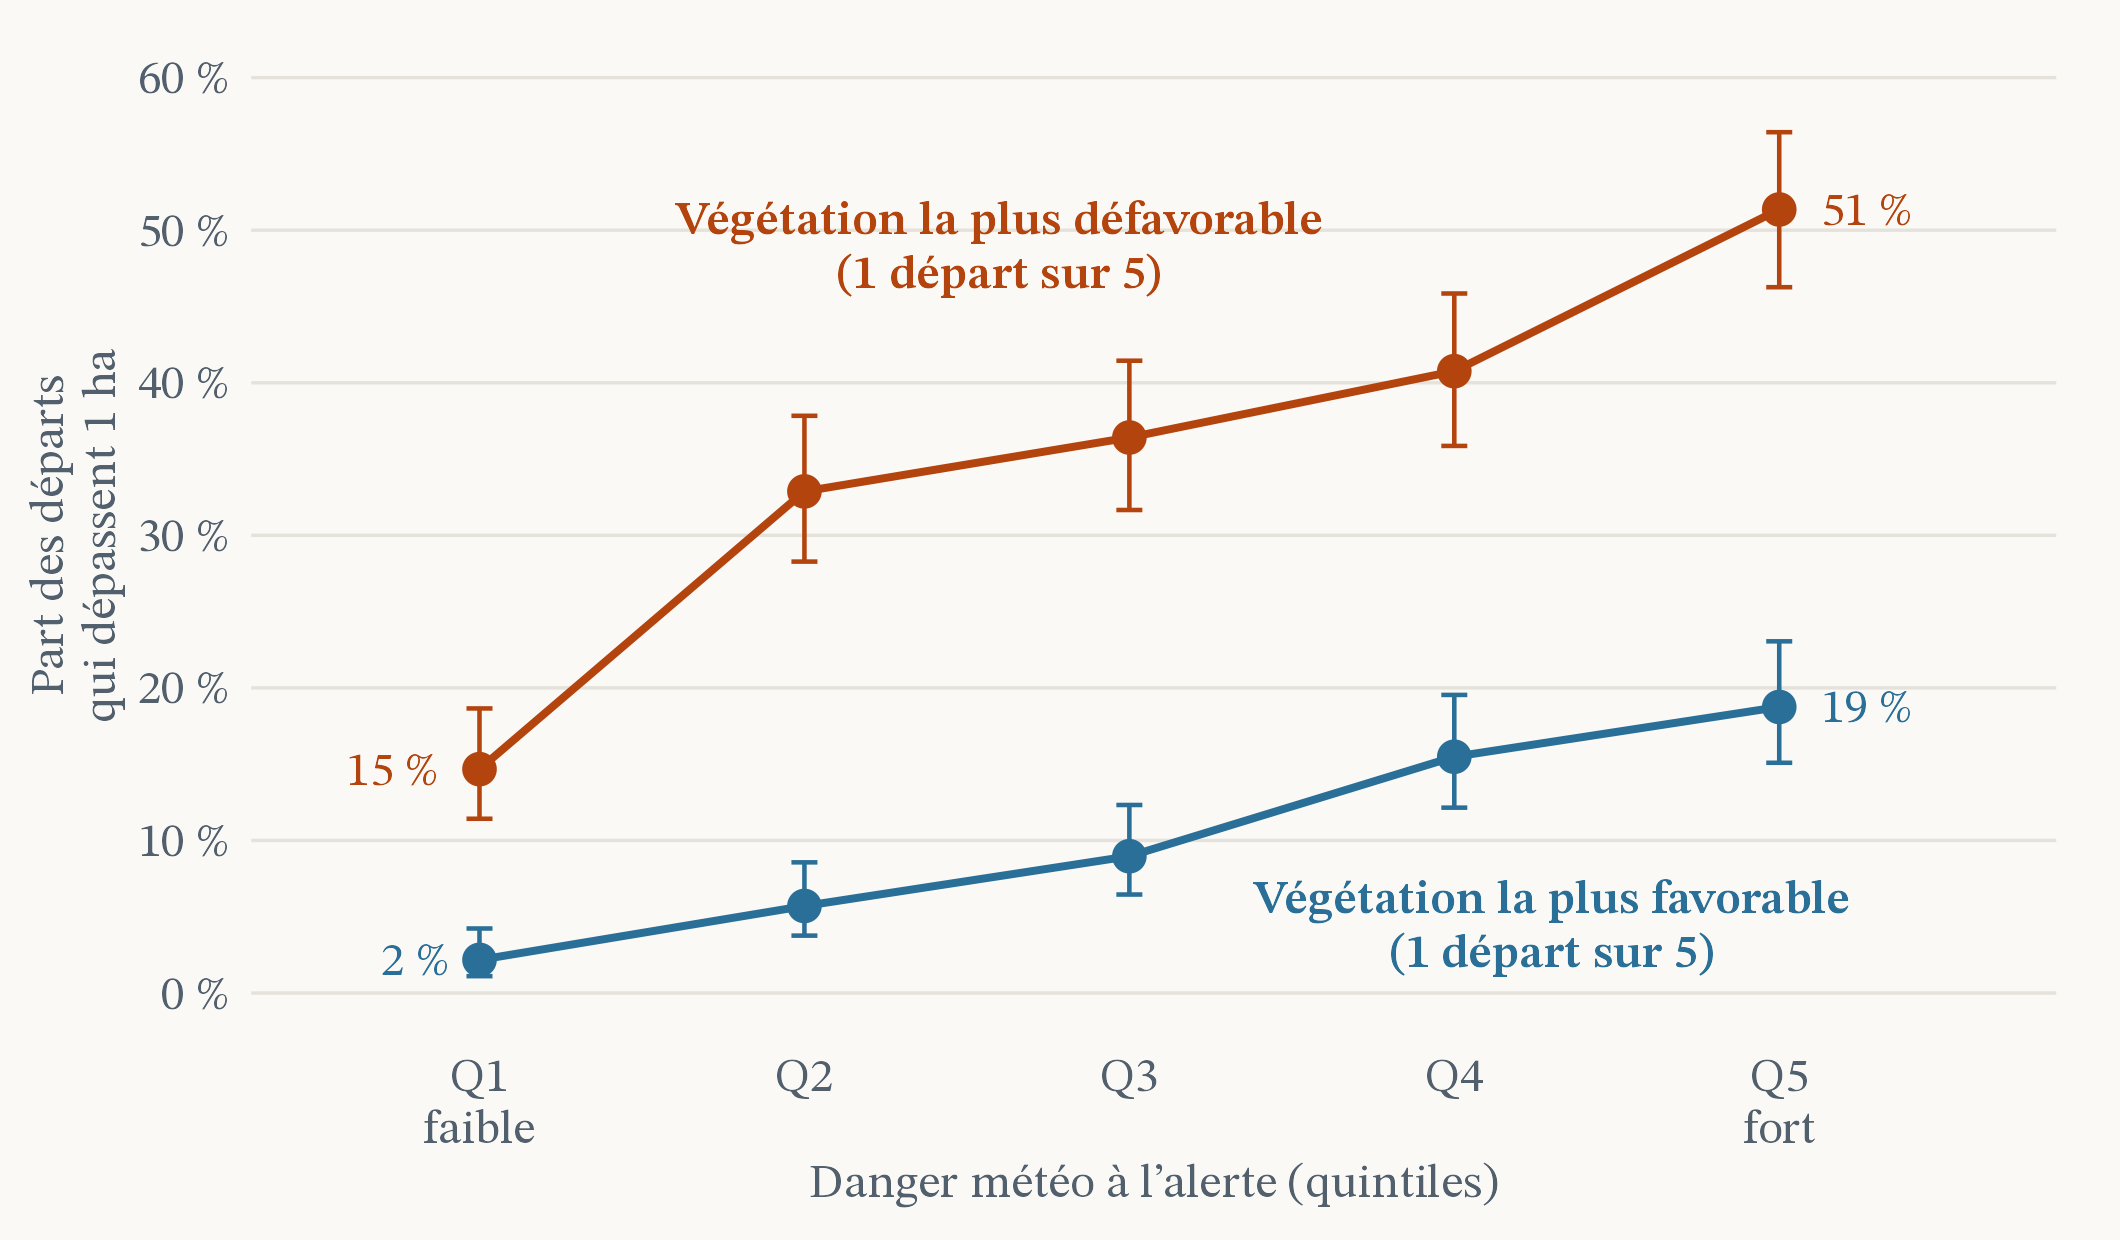 60 %
Végétation la plus défavorable
(1 départ sur 5)
51 %
50 %
40 %
Part des départs
qui dépassent 1 ha
30 %
20 %
19 %
15 %
10 %
Végétation la plus favorable
(1 départ sur 5)
2 %
0 %
Q1
faible
Q2
Q3
Q4
Q5
fort
Danger météo à l’alerte (quintiles)